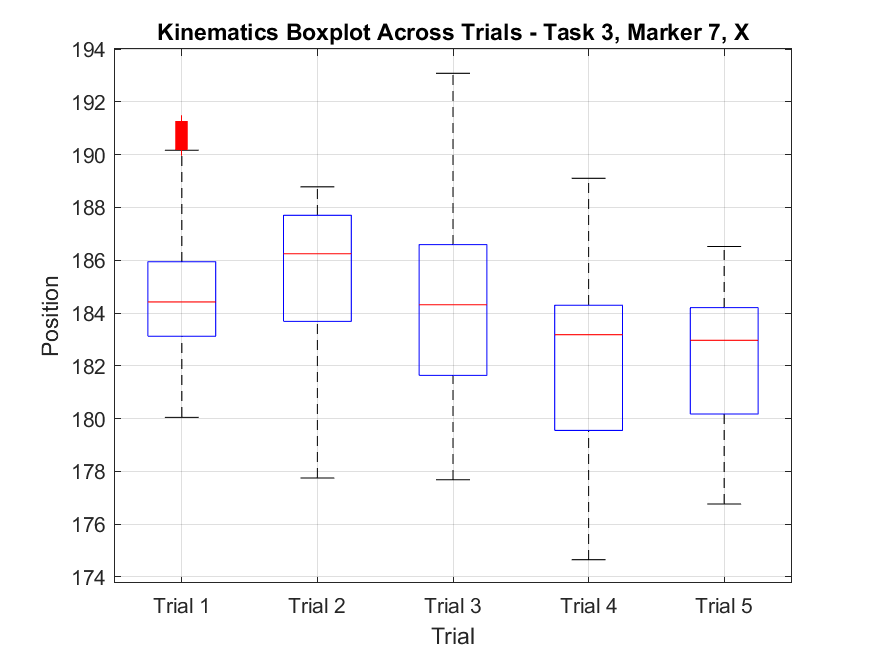 Kinematics Boxplot Across Trials - Task 3, Marker 7, X
194
192
190
188
186
184
182
180
178
176
174
Position
Trial 1 Trial 2 Trial 3 Trial 4 Trial 5
Trial